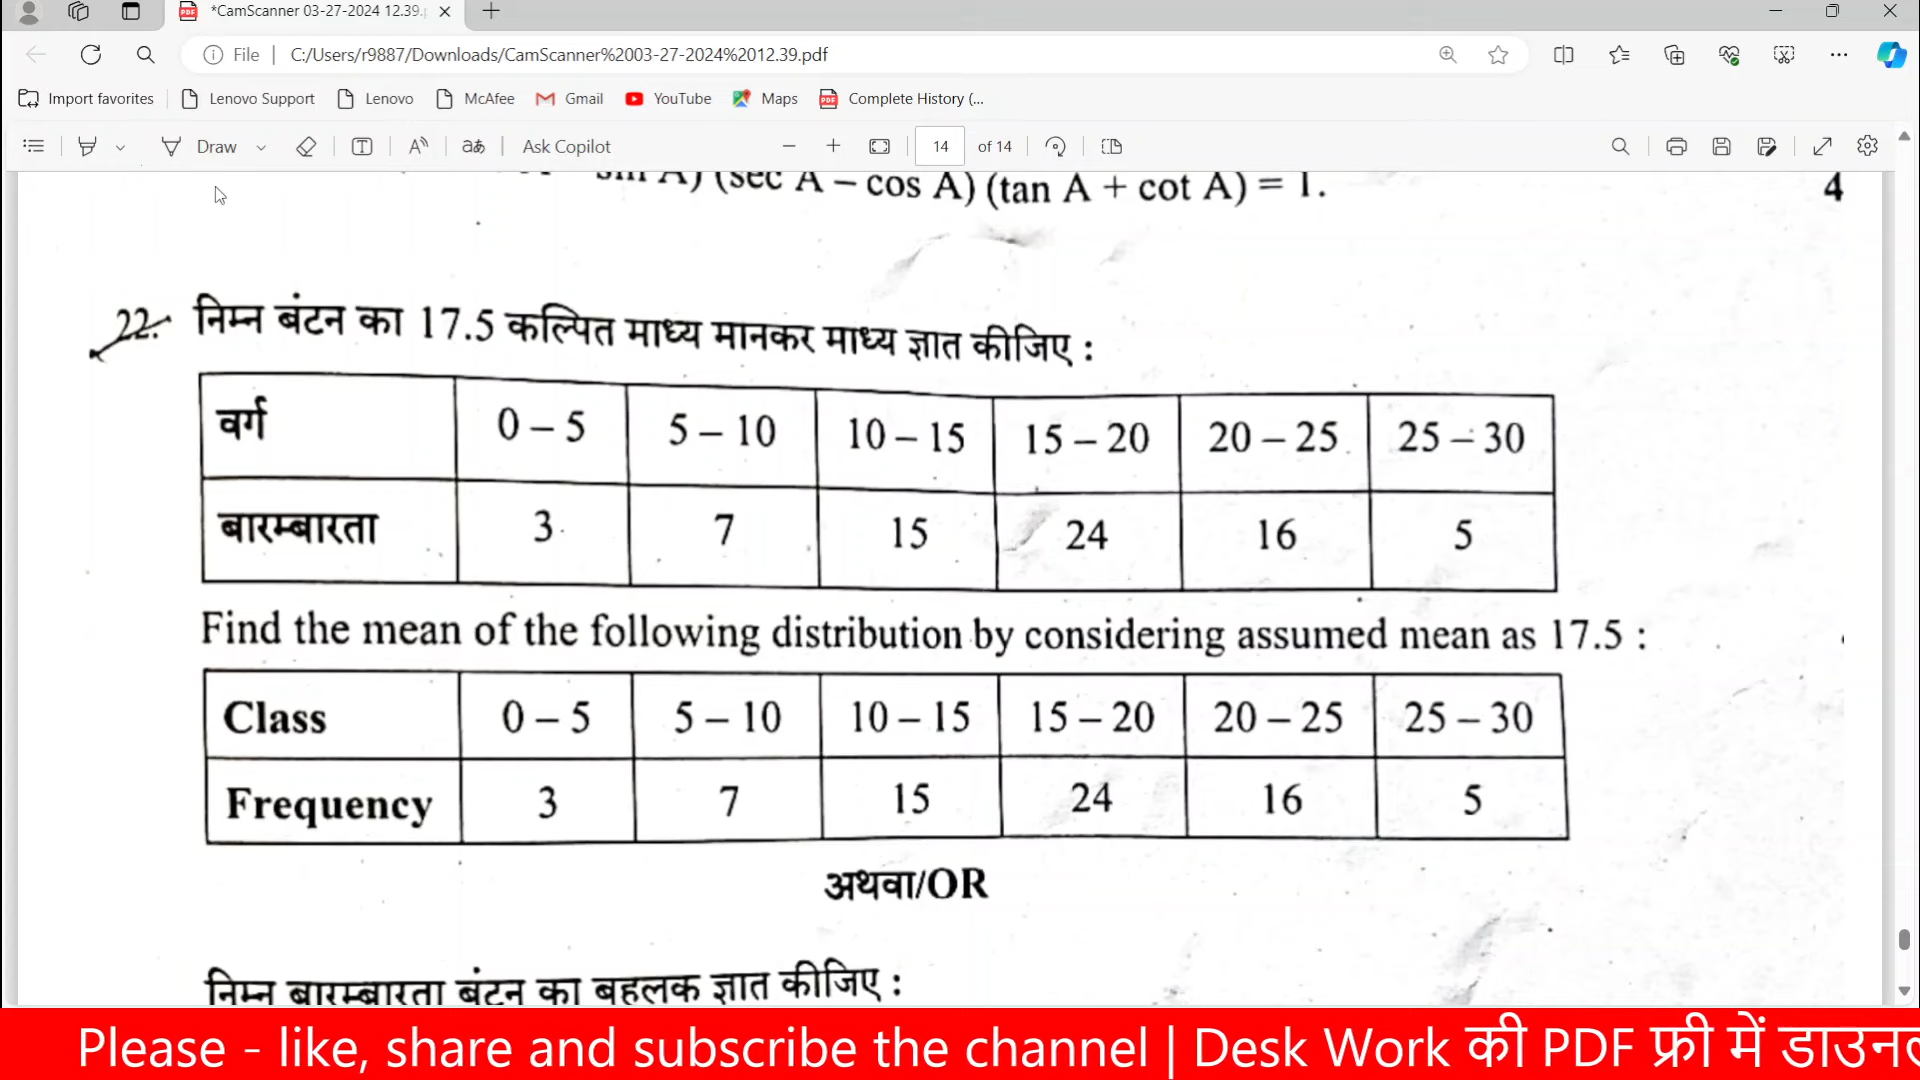 *CamScanner 03-27-2024 12.39.
File
C:/Users/r9887/Downloads/CamScanner%2003-27-2024%2012.39.pdf
Import favorites
Lenovo Support
Lenovo
McAfee
Gmail
YouTube
Maps
Complete History (...
Draw
Ask Copilot
14 of 14
sin A) (sec A – cos A) (tan A + cot A) = 1.
4
22. निम्न बंटन का 17.5 कल्पित माध्य मानकर माध्य ज्ञात कीजिए :
वर्ग 0 – 5 5 – 10 10 – 15 15 – 20 20 – 25 25 – 30
बारम्बारता 3 7 15 24 16 5
Find the mean of the following distribution by considering assumed mean as 17.5 :
Class 0 – 5 5 – 10 10 – 15 15 – 20 20 – 25 25 – 30
Frequency 3 7 15 24 16 5
अथवा/OR
निम्न बारम्बारता बंटन का बहुलक ज्ञात कीजिए :
Please - like, share and subscribe the channel | Desk Work की PDF फ्री में